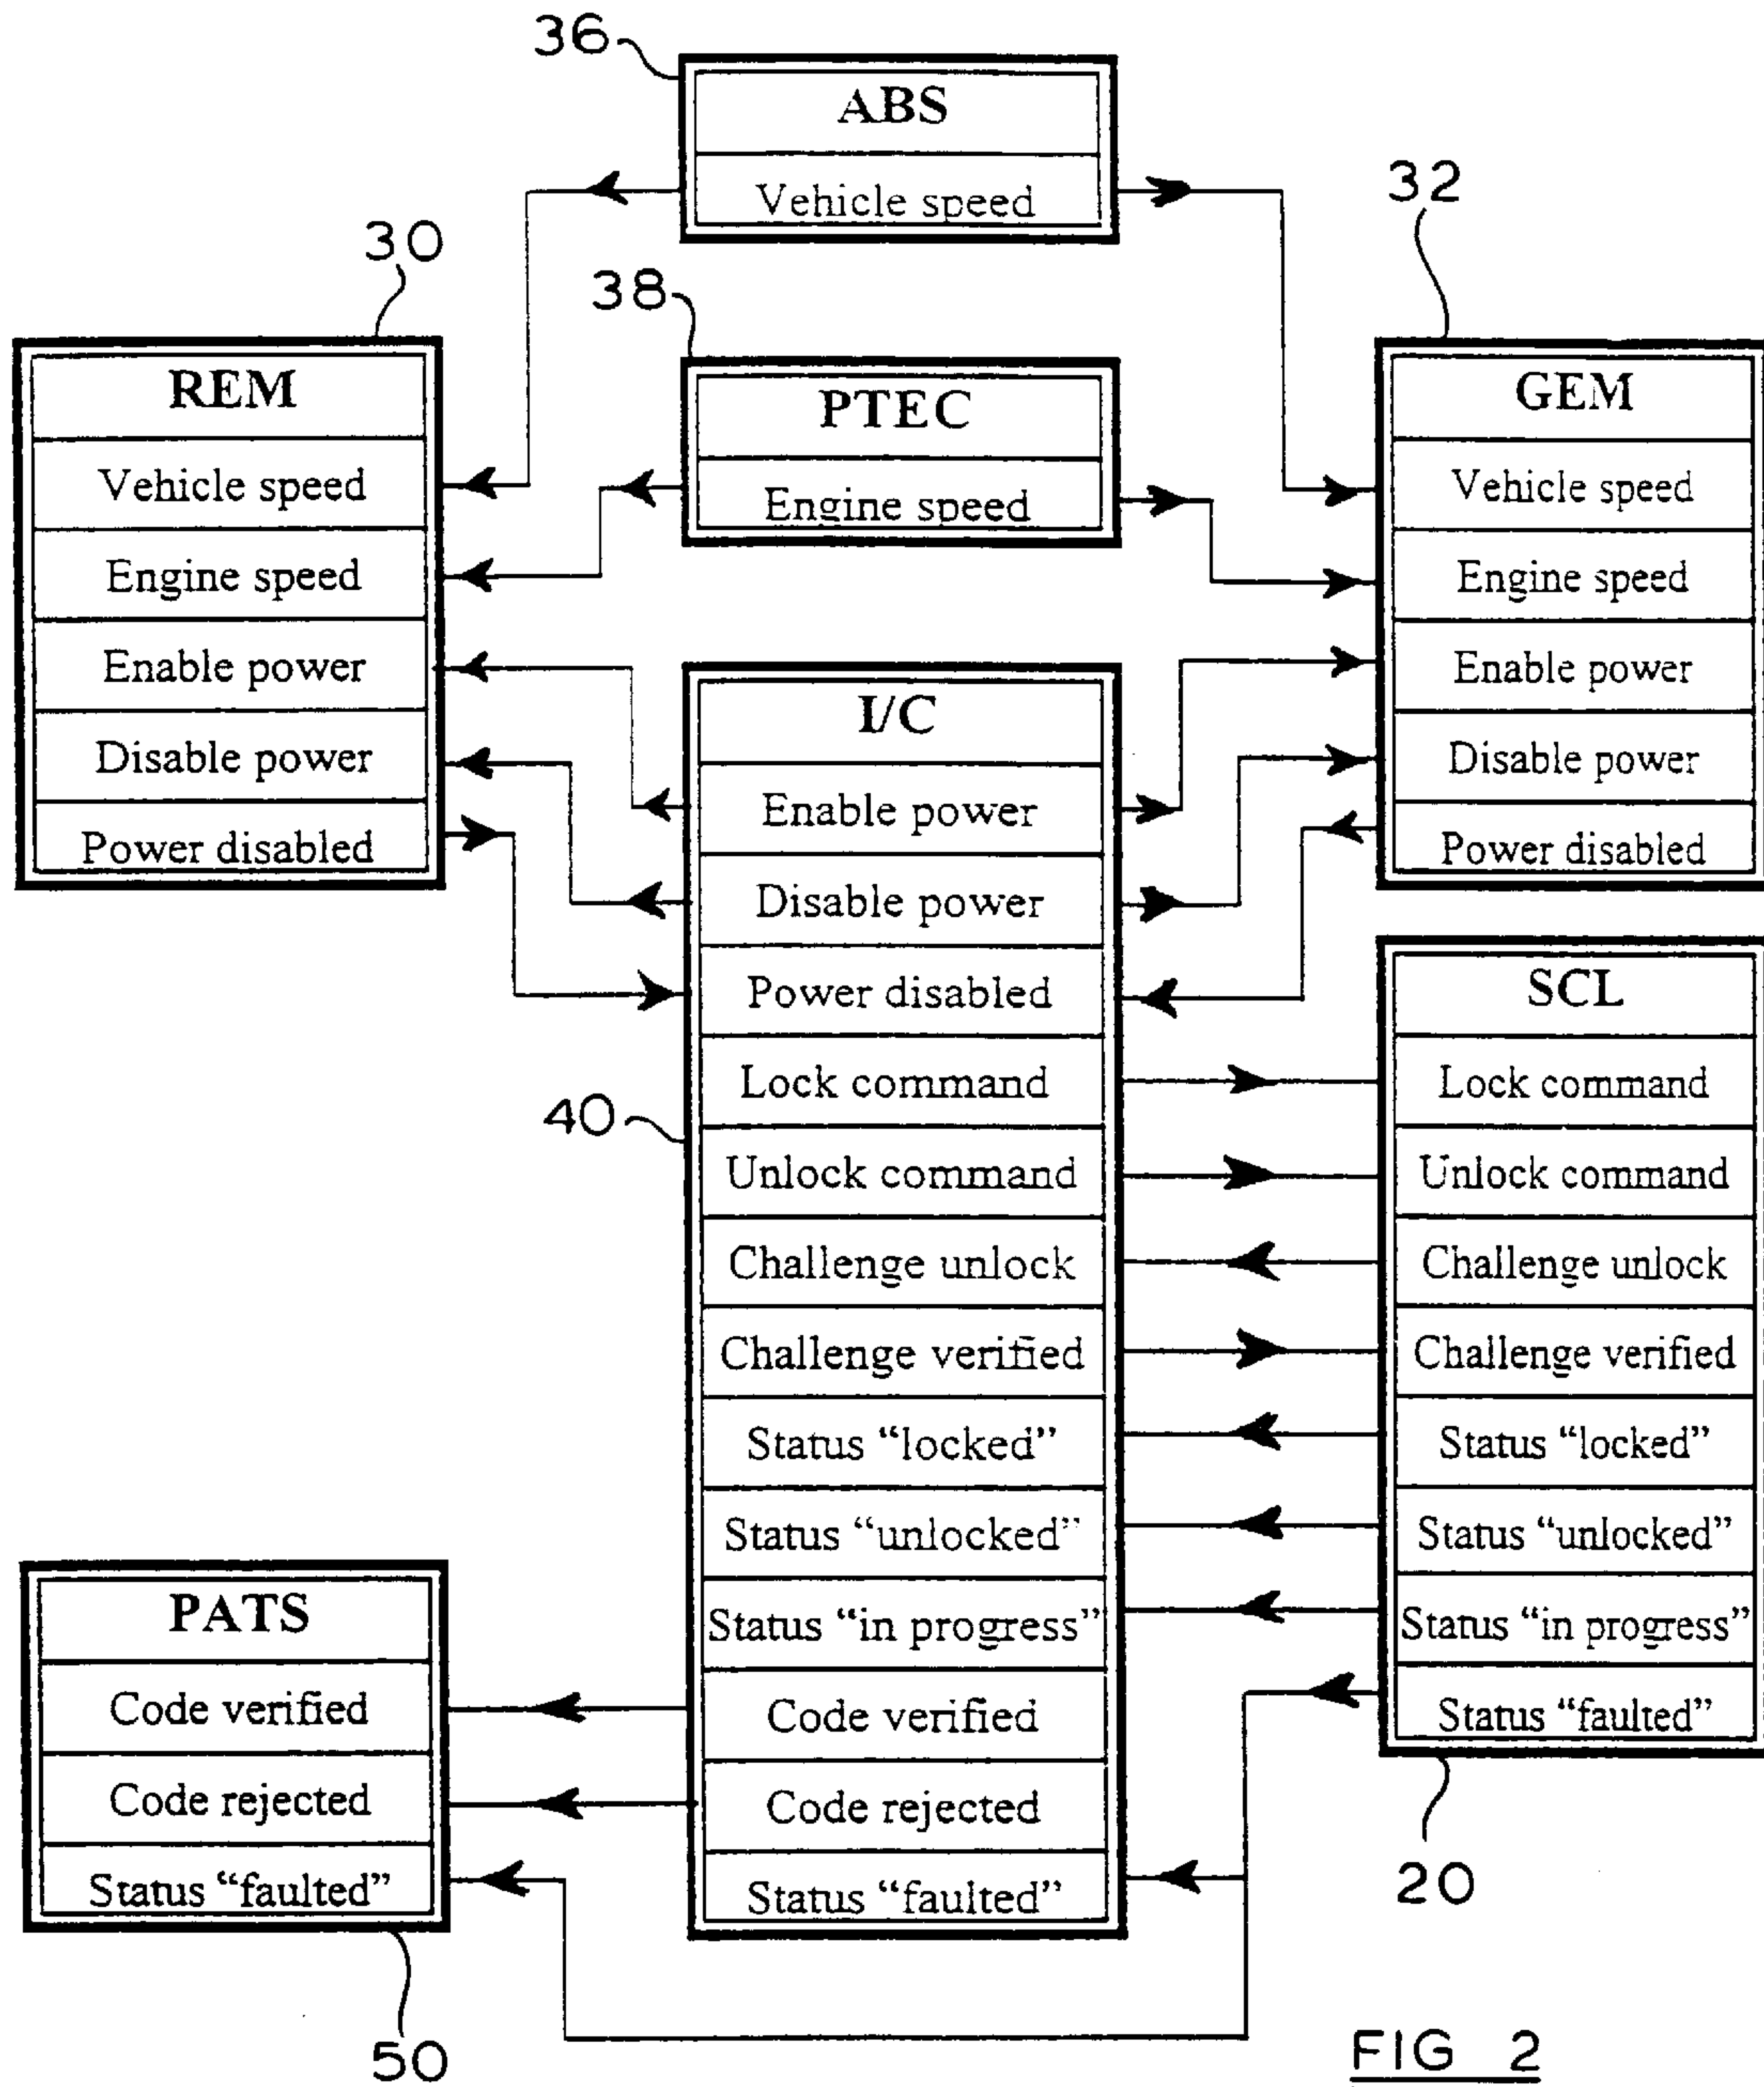 36
ABS
Vehicle speed
30
REM
Vehicle speed
Engine speed
Enable power
Disable power
Power disabled
38
PTEC
Engine speed
32
GEM
Vehicle speed
Engine speed
Enable power
Disable power
Power disabled
40
I/C
Enable power
Disable power
Power disabled
Lock command
Unlock command
Challenge unlock
Challenge verified
Status “locked”
Status “unlocked”
Status “in progress”
Code verified
Code rejected
Status “faulted”
SCL
Lock command
Unlock command
Challenge unlock
Challenge verified
Status “locked”
Status “unlocked”
Status “in progress”
Status “faulted”
20
PATS
Code verified
Code rejected
Status “faulted”
50
FIG 2